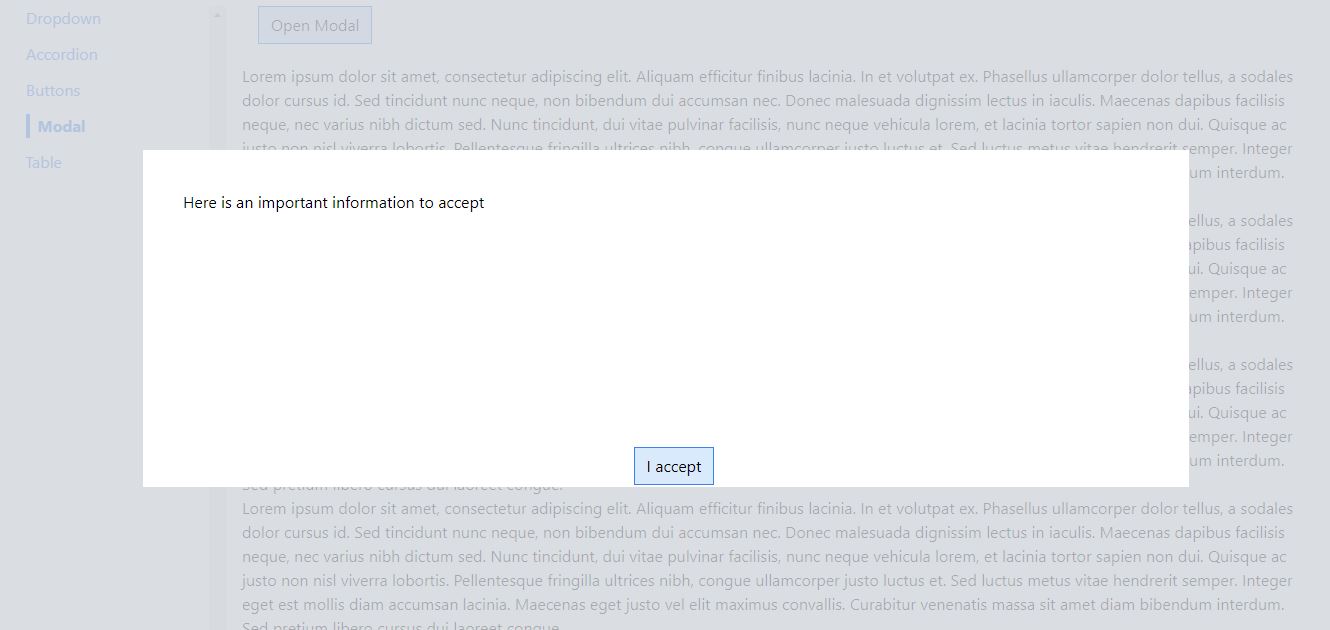 Dropdown
Accordion
Buttons
Modal
Table
Open Modal
Lorem ipsum dolor sit amet, consectetur adipiscing elit. Aliquam efficitur finibus lacinia. In et volutpat ex. Phasellus ullamcorper dolor tellus, a sodales
dolor cursus id. Sed tincidunt nunc neque, non bibendum dui accumsan nec. Donec malesuada dignissim lectus in iaculis. Maecenas dapibus facilisis
neque, nec varius nibh dictum sed. Nunc tincidunt, dui vitae pulvinar facilisis, nunc neque vehicula lorem, et lacinia tortor sapien non dui. Quisque ac
justo non nisl viverra lobortis. Pellentesque fringilla ultrices nibh, congue ullamcorper justo luctus et. Sed luctus metus vitae hendrerit semper. Integer
um interdum.
Here is an important information to accept
ellus, a sodales
apibus facilisis
ui. Quisque ac
emper. Integer
um interdum.
ellus, a sodales
apibus facilisis
ui. Quisque ac
emper. Integer
um interdum.
I accept
Sed pretium libero cursus dui laoreet congue.
Lorem ipsum dolor sit amet, consectetur adipiscing elit. Aliquam efficitur finibus lacinia. In et volutpat ex. Phasellus ullamcorper dolor tellus, a sodales
dolor cursus id. Sed tincidunt nunc neque, non bibendum dui accumsan nec. Donec malesuada dignissim lectus in iaculis. Maecenas dapibus facilisis
neque, nec varius nibh dictum sed. Nunc tincidunt, dui vitae pulvinar facilisis, nunc neque vehicula lorem, et lacinia tortor sapien non dui. Quisque ac
justo non nisl viverra lobortis. Pellentesque fringilla ultrices nibh, congue ullamcorper justo luctus et. Sed luctus metus vitae hendrerit semper. Integer
eget est mollis diam accumsan lacinia. Maecenas eget justo vel elit maximus convallis. Curabitur venenatis massa sit amet diam bibendum interdum.
Sed pretium libero cursus dui laoreet congue.